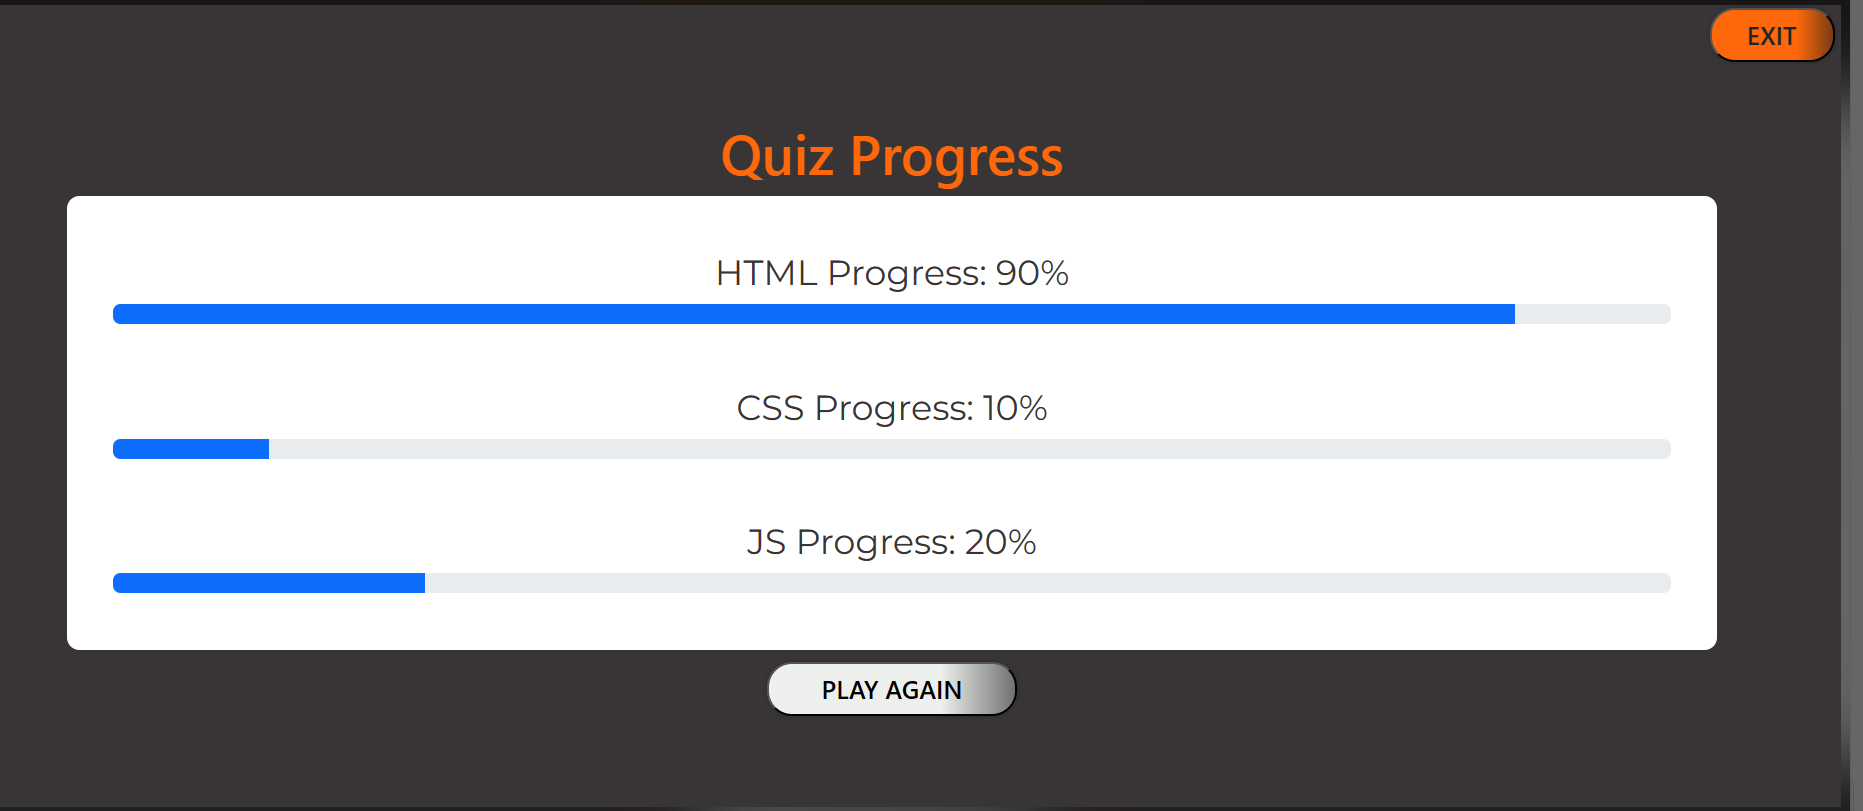 EXIT
Quiz Progress
HTML Progress: 90%
CSS Progress: 10%
JS Progress: 20%
PLAY AGAIN